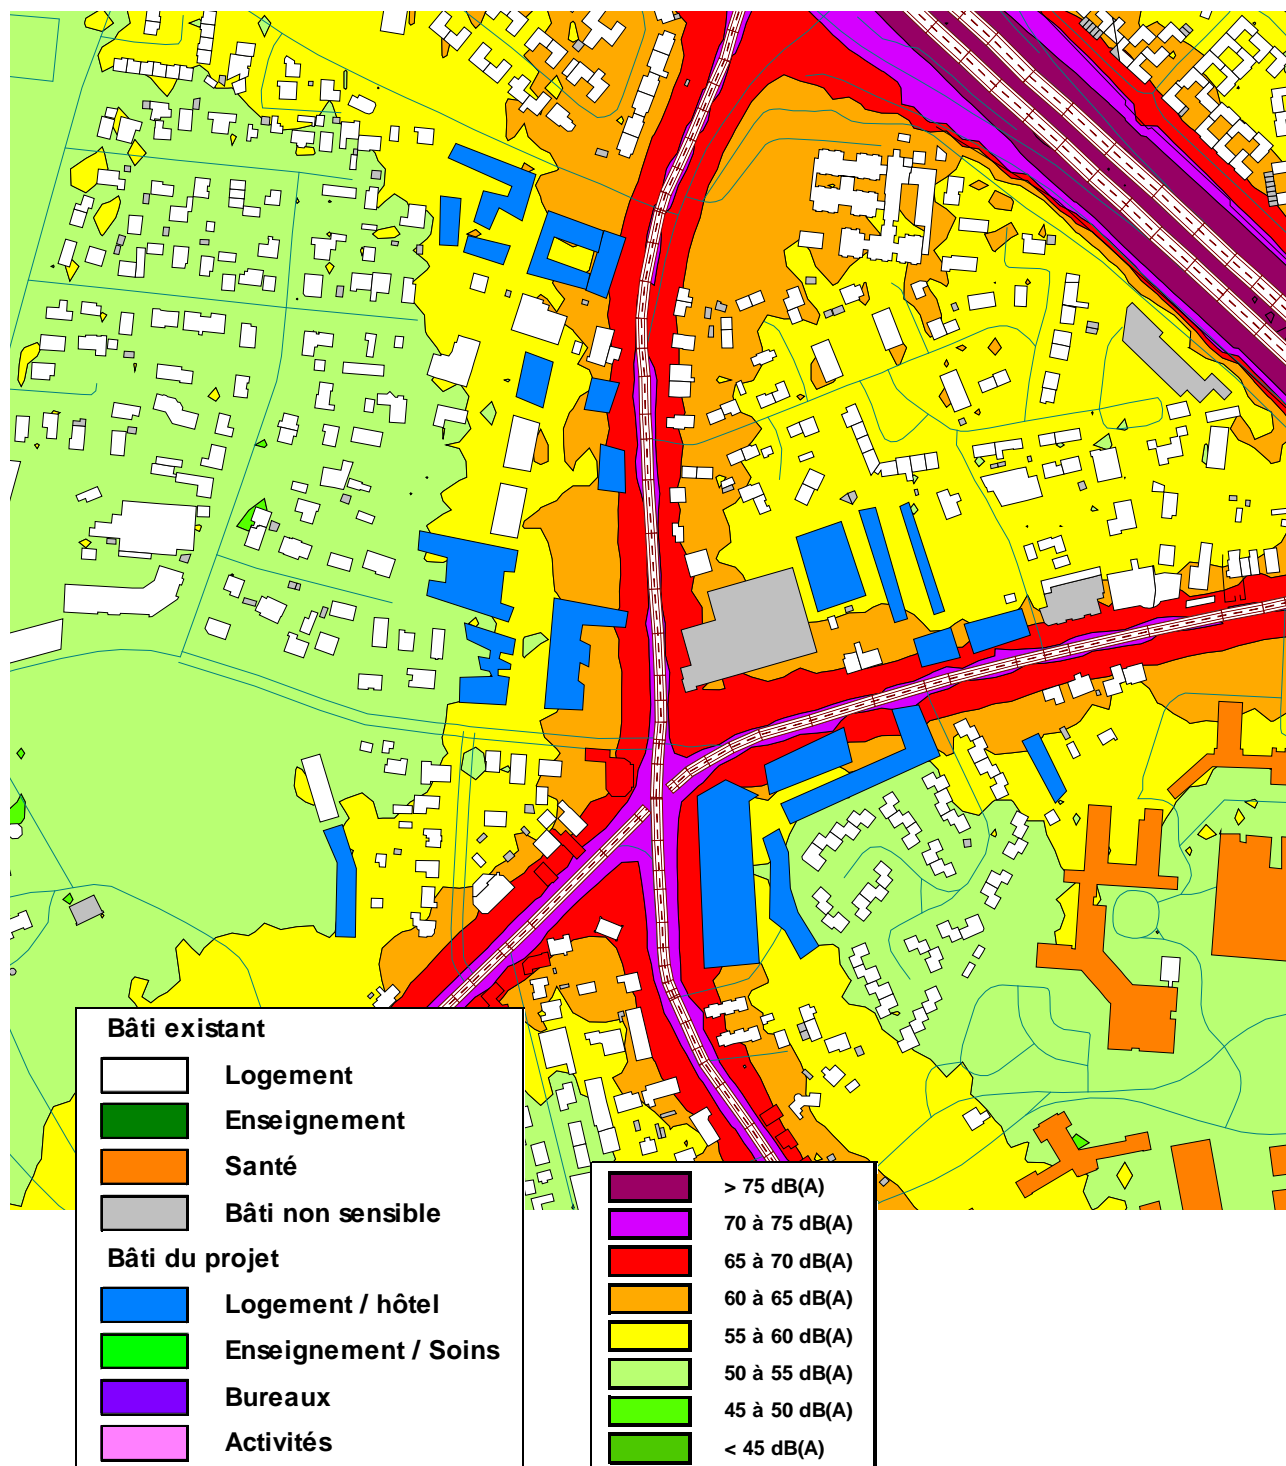 Bâti existant
Logement
Enseignement
Santé
Bâti non sensible
Bâti du projet
Logement / hôtel
Enseignement / Soins
Bureaux
Activités
> 75 dB(A)
70 à 75 dB(A)
65 à 70 dB(A)
60 à 65 dB(A)
55 à 60 dB(A)
50 à 55 dB(A)
45 à 50 dB(A)
< 45 dB(A)